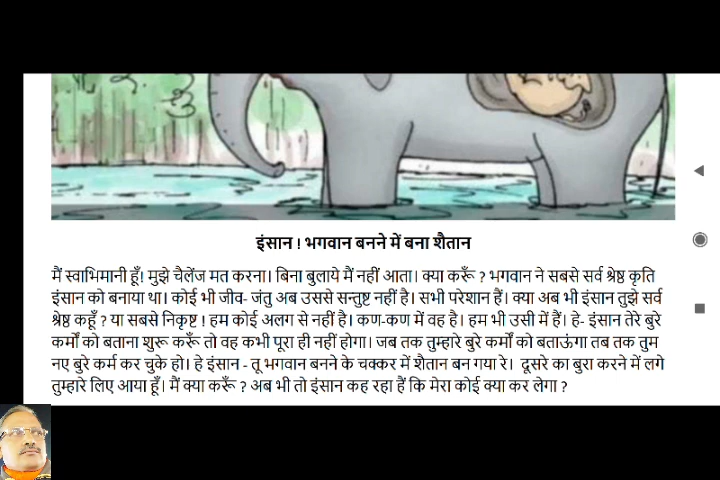 इंसान ! भगवान बनने में बना शैतान
मैं स्वाभिमानी हूँ! मुझे चैलेंज मत करना। बिना बुलाये मैं नहीं आता। क्या करूँ ? भगवान ने सबसे सर्व श्रेष्ठ कृति
इंसान को बनाया था। कोई भी जीव- जंतु अब उससे सन्तुष्ट नहीं है। सभी परेशान हैं। क्या अब भी इंसान तुझे सर्व
श्रेष्ठ कहूँ ? या सबसे निकृष्ट ! हम कोई अलग से नहीं है। कण-कण में वह है। हम भी उसी में हैं। हे- इंसान तेरे बुरे
कर्मों को बताना शुरू करूँ तो वह कभी पूरा ही नहीं होगा। जब तक तुम्हारे बुरे कर्मों को बताऊंगा तब तक तुम
नए बुरे कर्म कर चुके हो। हे इंसान - तू भगवान बनने के चक्कर में शैतान बन गया रे। दूसरे का बुरा करने में लगे
तुम्हारे लिए आया हूँ। मैं क्या करूँ ? अब भी तो इंसान कह रहा हैं कि मेरा कोई क्या कर लेगा ?